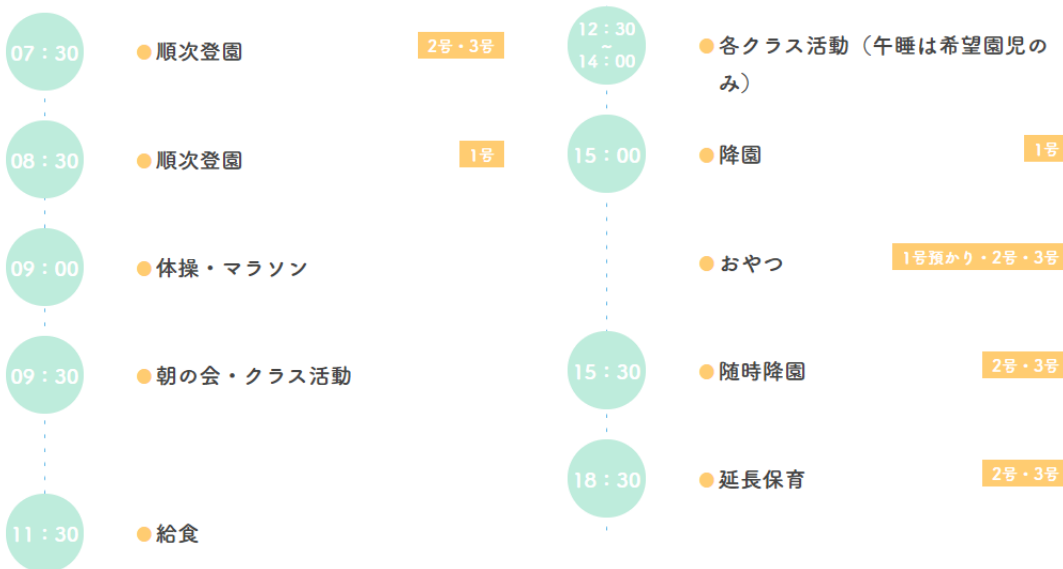 07：30
順次登園
2号・3号
08：30
順次登園
1号
09：00
体操・マラソン
09：30
朝の会・クラス活動
11：30
給食
12：30
~
14：00
各クラス活動（午睡は希望園児の
み）
15：00
降園
1号
おやつ
1号預かり・2号・3号
15：30
随時降園
2号・3号
18：30
延長保育
2号・3号